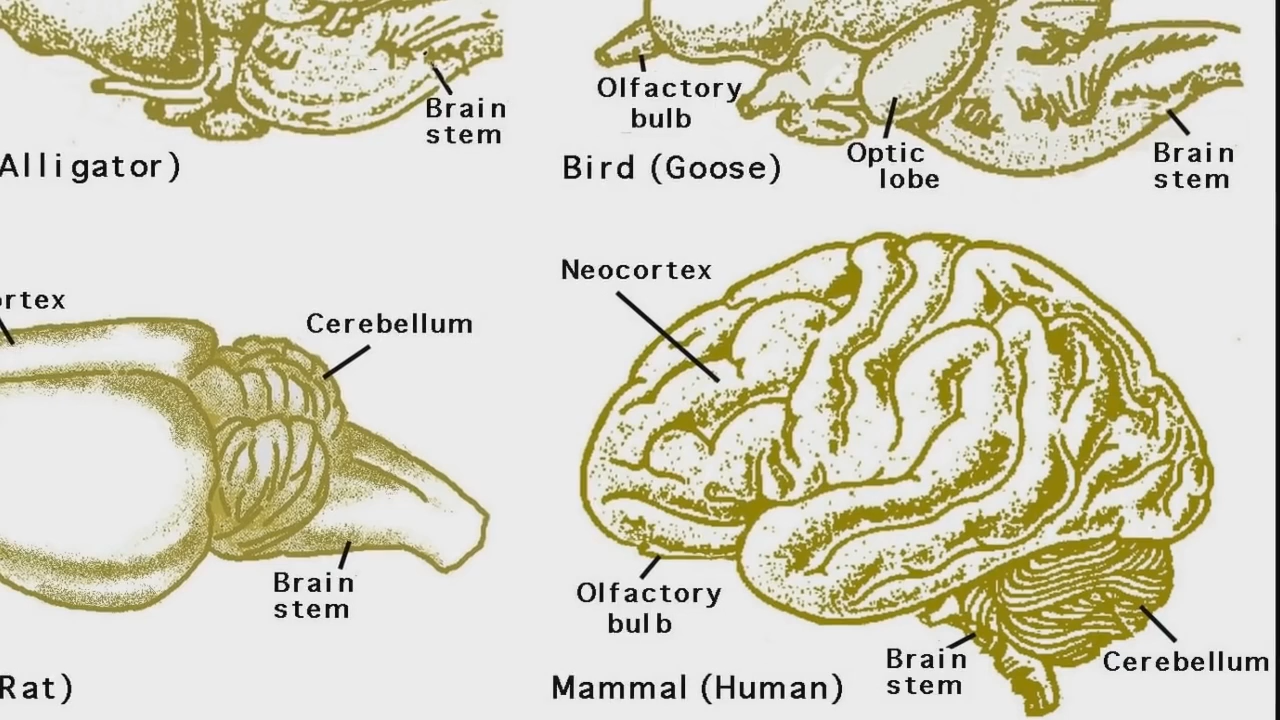 Brain
stem
Alligator)
Olfactory
bulb
Optic
lobe
Brain
stem
Bird (Goose)
Cerebellum
Brain
stem
Rat)
Neocortex
Olfactory
bulb
Brain
stem
Cerebellum
Mammal (Human)